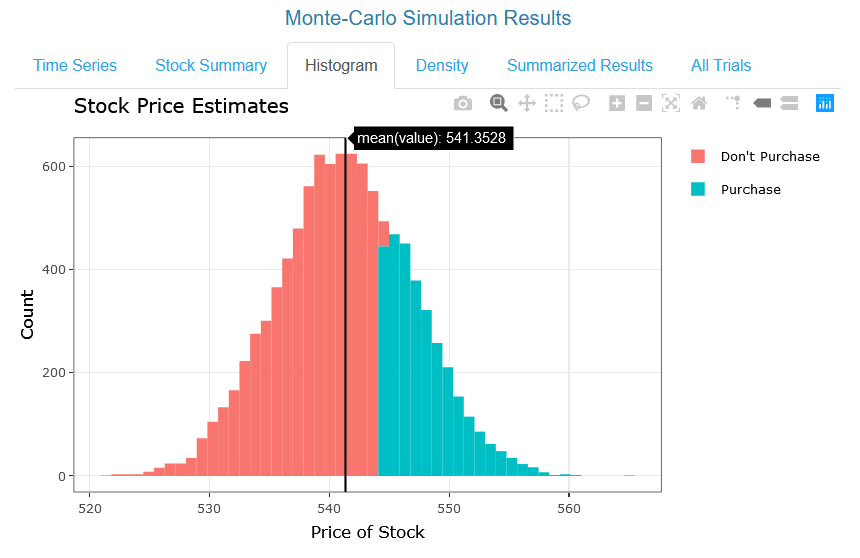 Monte-Carlo Simulation Results
Time Series Stock Summary Histogram Density Summarized Results All Trials
Stock Price Estimates
mean(value): 541.3528
Don't Purchase
Purchase
600
400
200
0
Count
520 530 540 550 560
Price of Stock